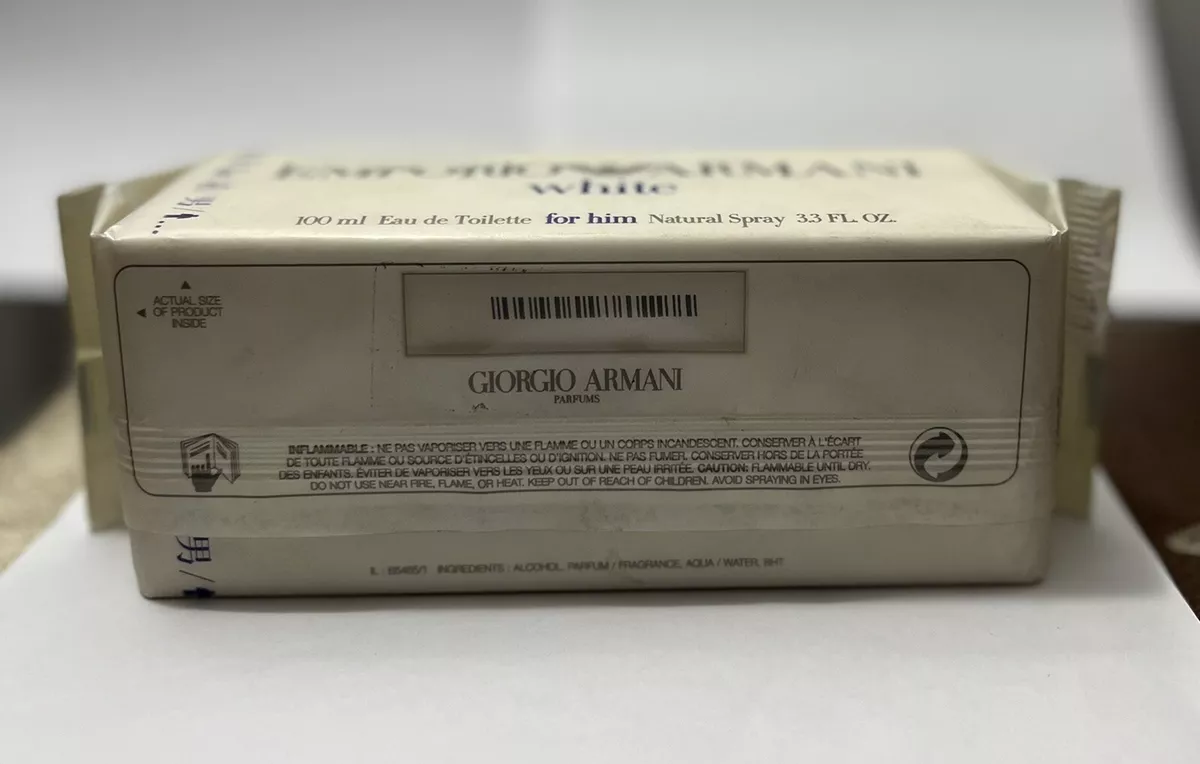 EMPORIO ARMANI
white
100 ml Eau de Toilette for him Natural Spray 3.3 FL. OZ.
ACTUAL SIZE
OF PRODUCT
INSIDE
GIORGIO ARMANI
PARFUMS
INFLAMMABLE : NE PAS VAPORISER VERS UNE FLAMME OU UN CORPS INCANDESCENT. CONSERVER À L'ÉCART
DE TOUTE FLAMME OU SOURCE D'ÉTINCELLES OU D'IGNITION. NE PAS FUMER. CONSERVER HORS DE LA PORTÉE
DES ENFANTS. ÉVITER DE VAPORISER VERS LES YEUX OU SUR UNE PEAU IRRITÉE. CAUTION: FLAMMABLE UNTIL DRY.
DO NOT USE NEAR FIRE, FLAME, OR HEAT. KEEP OUT OF REACH OF CHILDREN. AVOID SPRAYING IN EYES.
男/
IL : INGREDIENTS : ALCOHOL, PARFUM / FRAGRANCE, AQUA / WATER, BHT